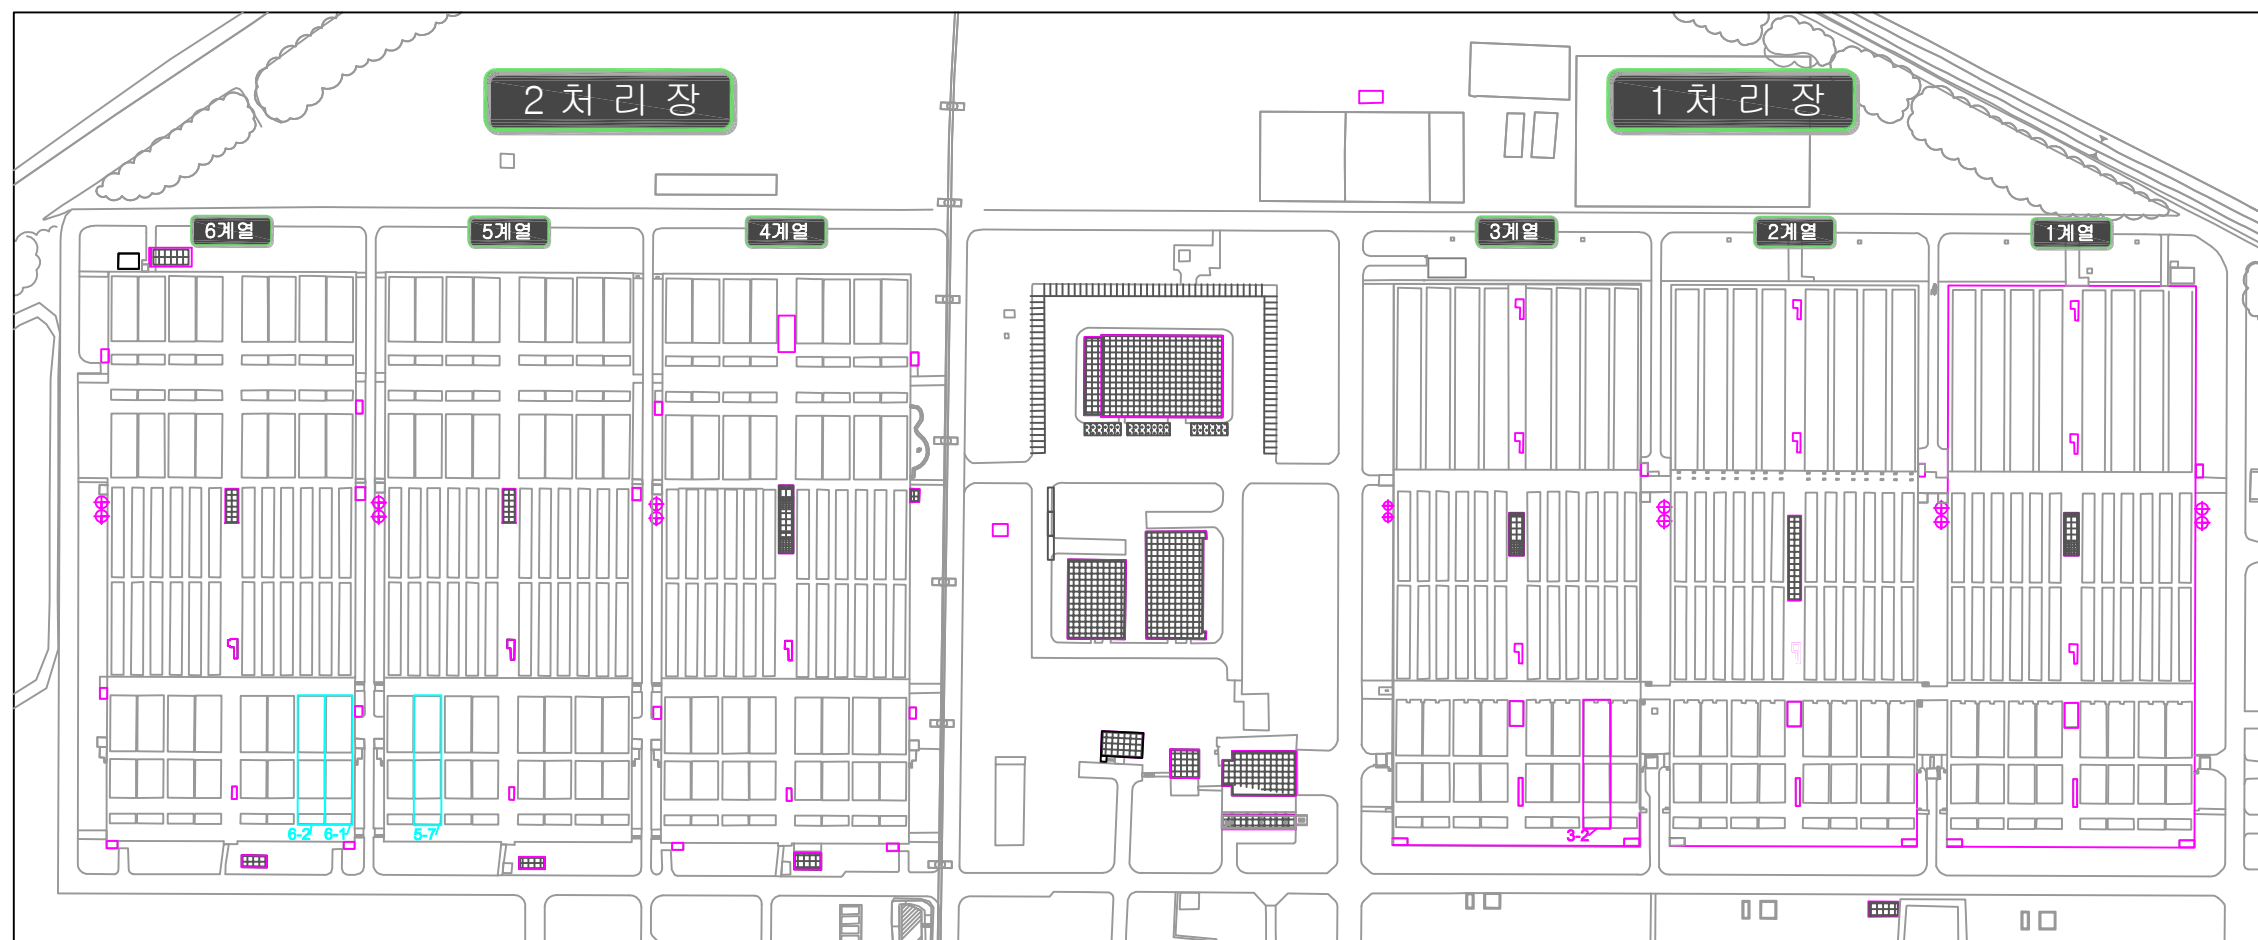 2 처 리 장
1 처 리 장
6계열
5계열
4계열
3계열
2계열
1계열
6-2
6-1
5-7
3-2